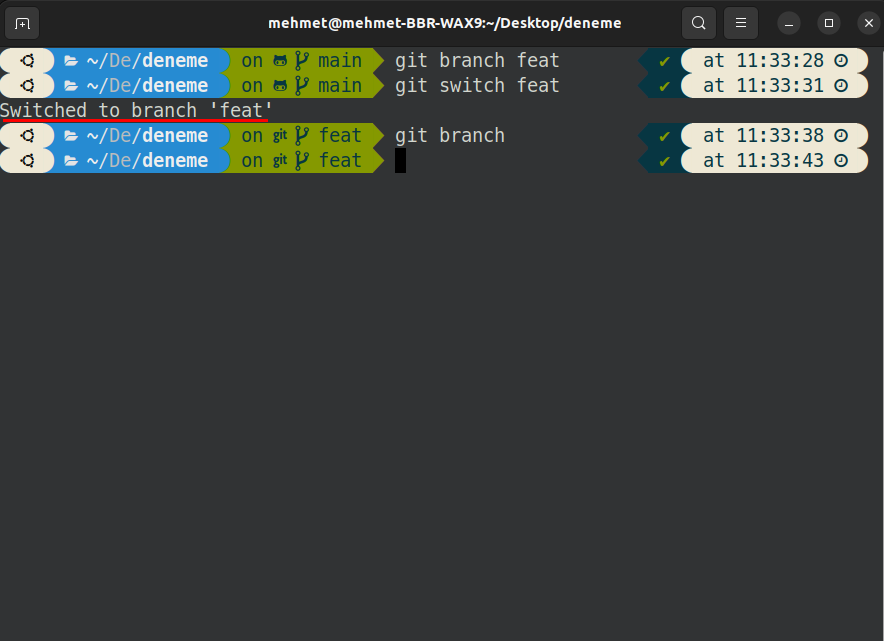 mehmet@mehmet-BBR-WAX9:~/Desktop/deneme
~/De/deneme on main git branch feat ✔ at 11:33:28
~/De/deneme on main git switch feat ✔ at 11:33:31
Switched to branch 'feat'
~/De/deneme on git feat git branch ✔ at 11:33:38
~/De/deneme on git feat ✔ at 11:33:43